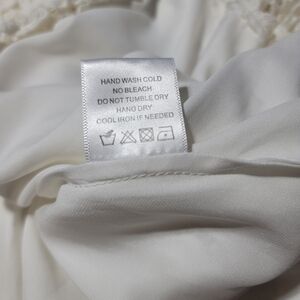 HAND WASH COLD
NO BLEACH
DO NOT TUMBLE DRY
HANG DRY
COOL IRON IF NEEDED